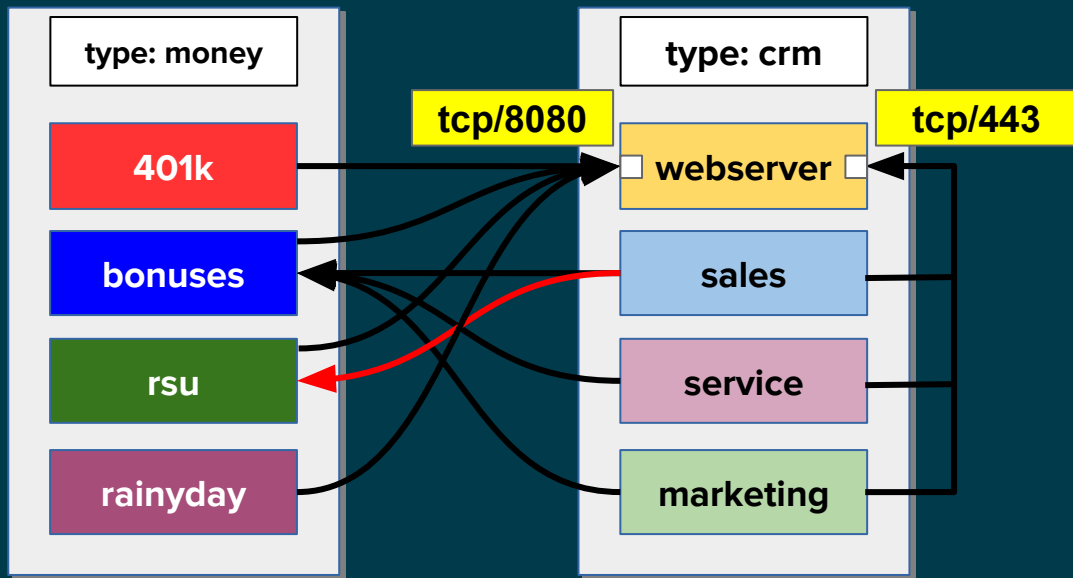 type: money
type: crm
tcp/8080
tcp/443
401k
webserver
bonuses
sales
rsu
service
rainyday
marketing